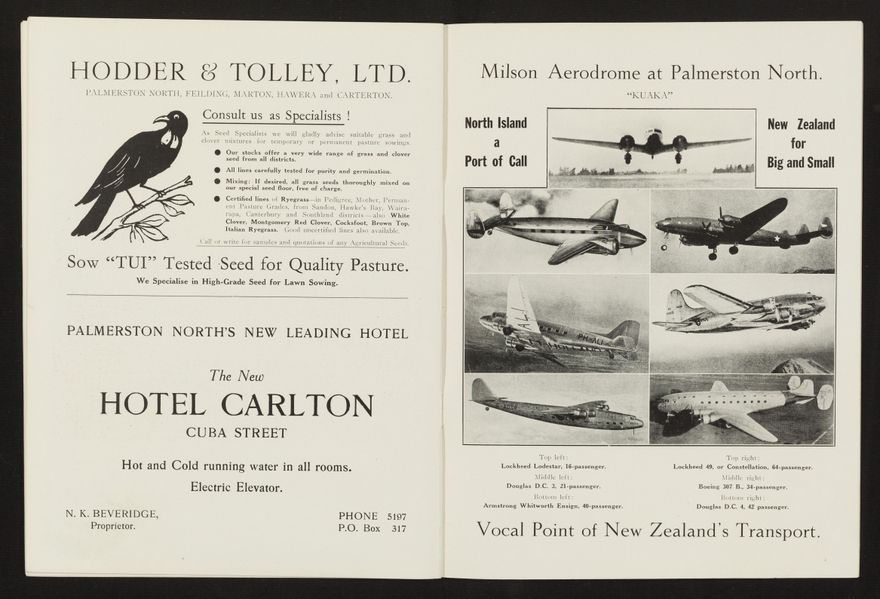 HODDER & TOLLEY, LTD.
PALMERSTON NORTH, FEILDING, MARTON, HAWERA and CARTERTON.
Consult us as Specialists !
As Seed Specialists we will gladly advise suitable grass and
clover mixtures for temporary or permanent pasture sowings.
● Our stocks offer a very wide range of grass and clover
seed from all districts.
● All lines carefully tested for purity and germination.
● Mixing: If desired, all grass seeds thoroughly mixed on
our special seed floor, free of charge.
● Certified lines of Ryegrass—in Pedigree, Mother, Perman-
ent Pasture Grades, from Sandon, Hawke's Bay, Waira-
rapa, Canterbury and Southland districts—also White
Clover, Montgomery Red Clover, Cocksfoot, Brown Top,
Italian Ryegrass. Good uncertified lines also available.
Call or write for samples and quotations of any Agricultural Seeds.
Sow "TUI" Tested Seed for Quality Pasture.
We Specialise in High-Grade Seed for Lawn Sowing.
PALMERSTON NORTH'S NEW LEADING HOTEL
The New
HOTEL CARLTON
CUBA STREET
Hot and Cold running water in all rooms.
Electric Elevator.
N. K. BEVERIDGE,
Proprietor.
PHONE 5197
P.O. Box 317
Milson Aerodrome at Palmerston North.
"KUAKA"
North Island
a
Port of Call
New Zealand
for
Big and Small
PH-ALI
Top left:
Lockheed Lodestar, 16-passenger.
Middle left:
Douglas D.C. 3, 21-passenger.
Bottom left:
Armstrong Whitworth Ensign, 40-passenger.
Top right:
Lockheed 49, or Constellation, 64-passenger.
Middle right:
Boeing 307 B., 34-passenger.
Bottom right:
Douglas D.C. 4, 42 passenger.
Vocal Point of New Zealand's Transport.